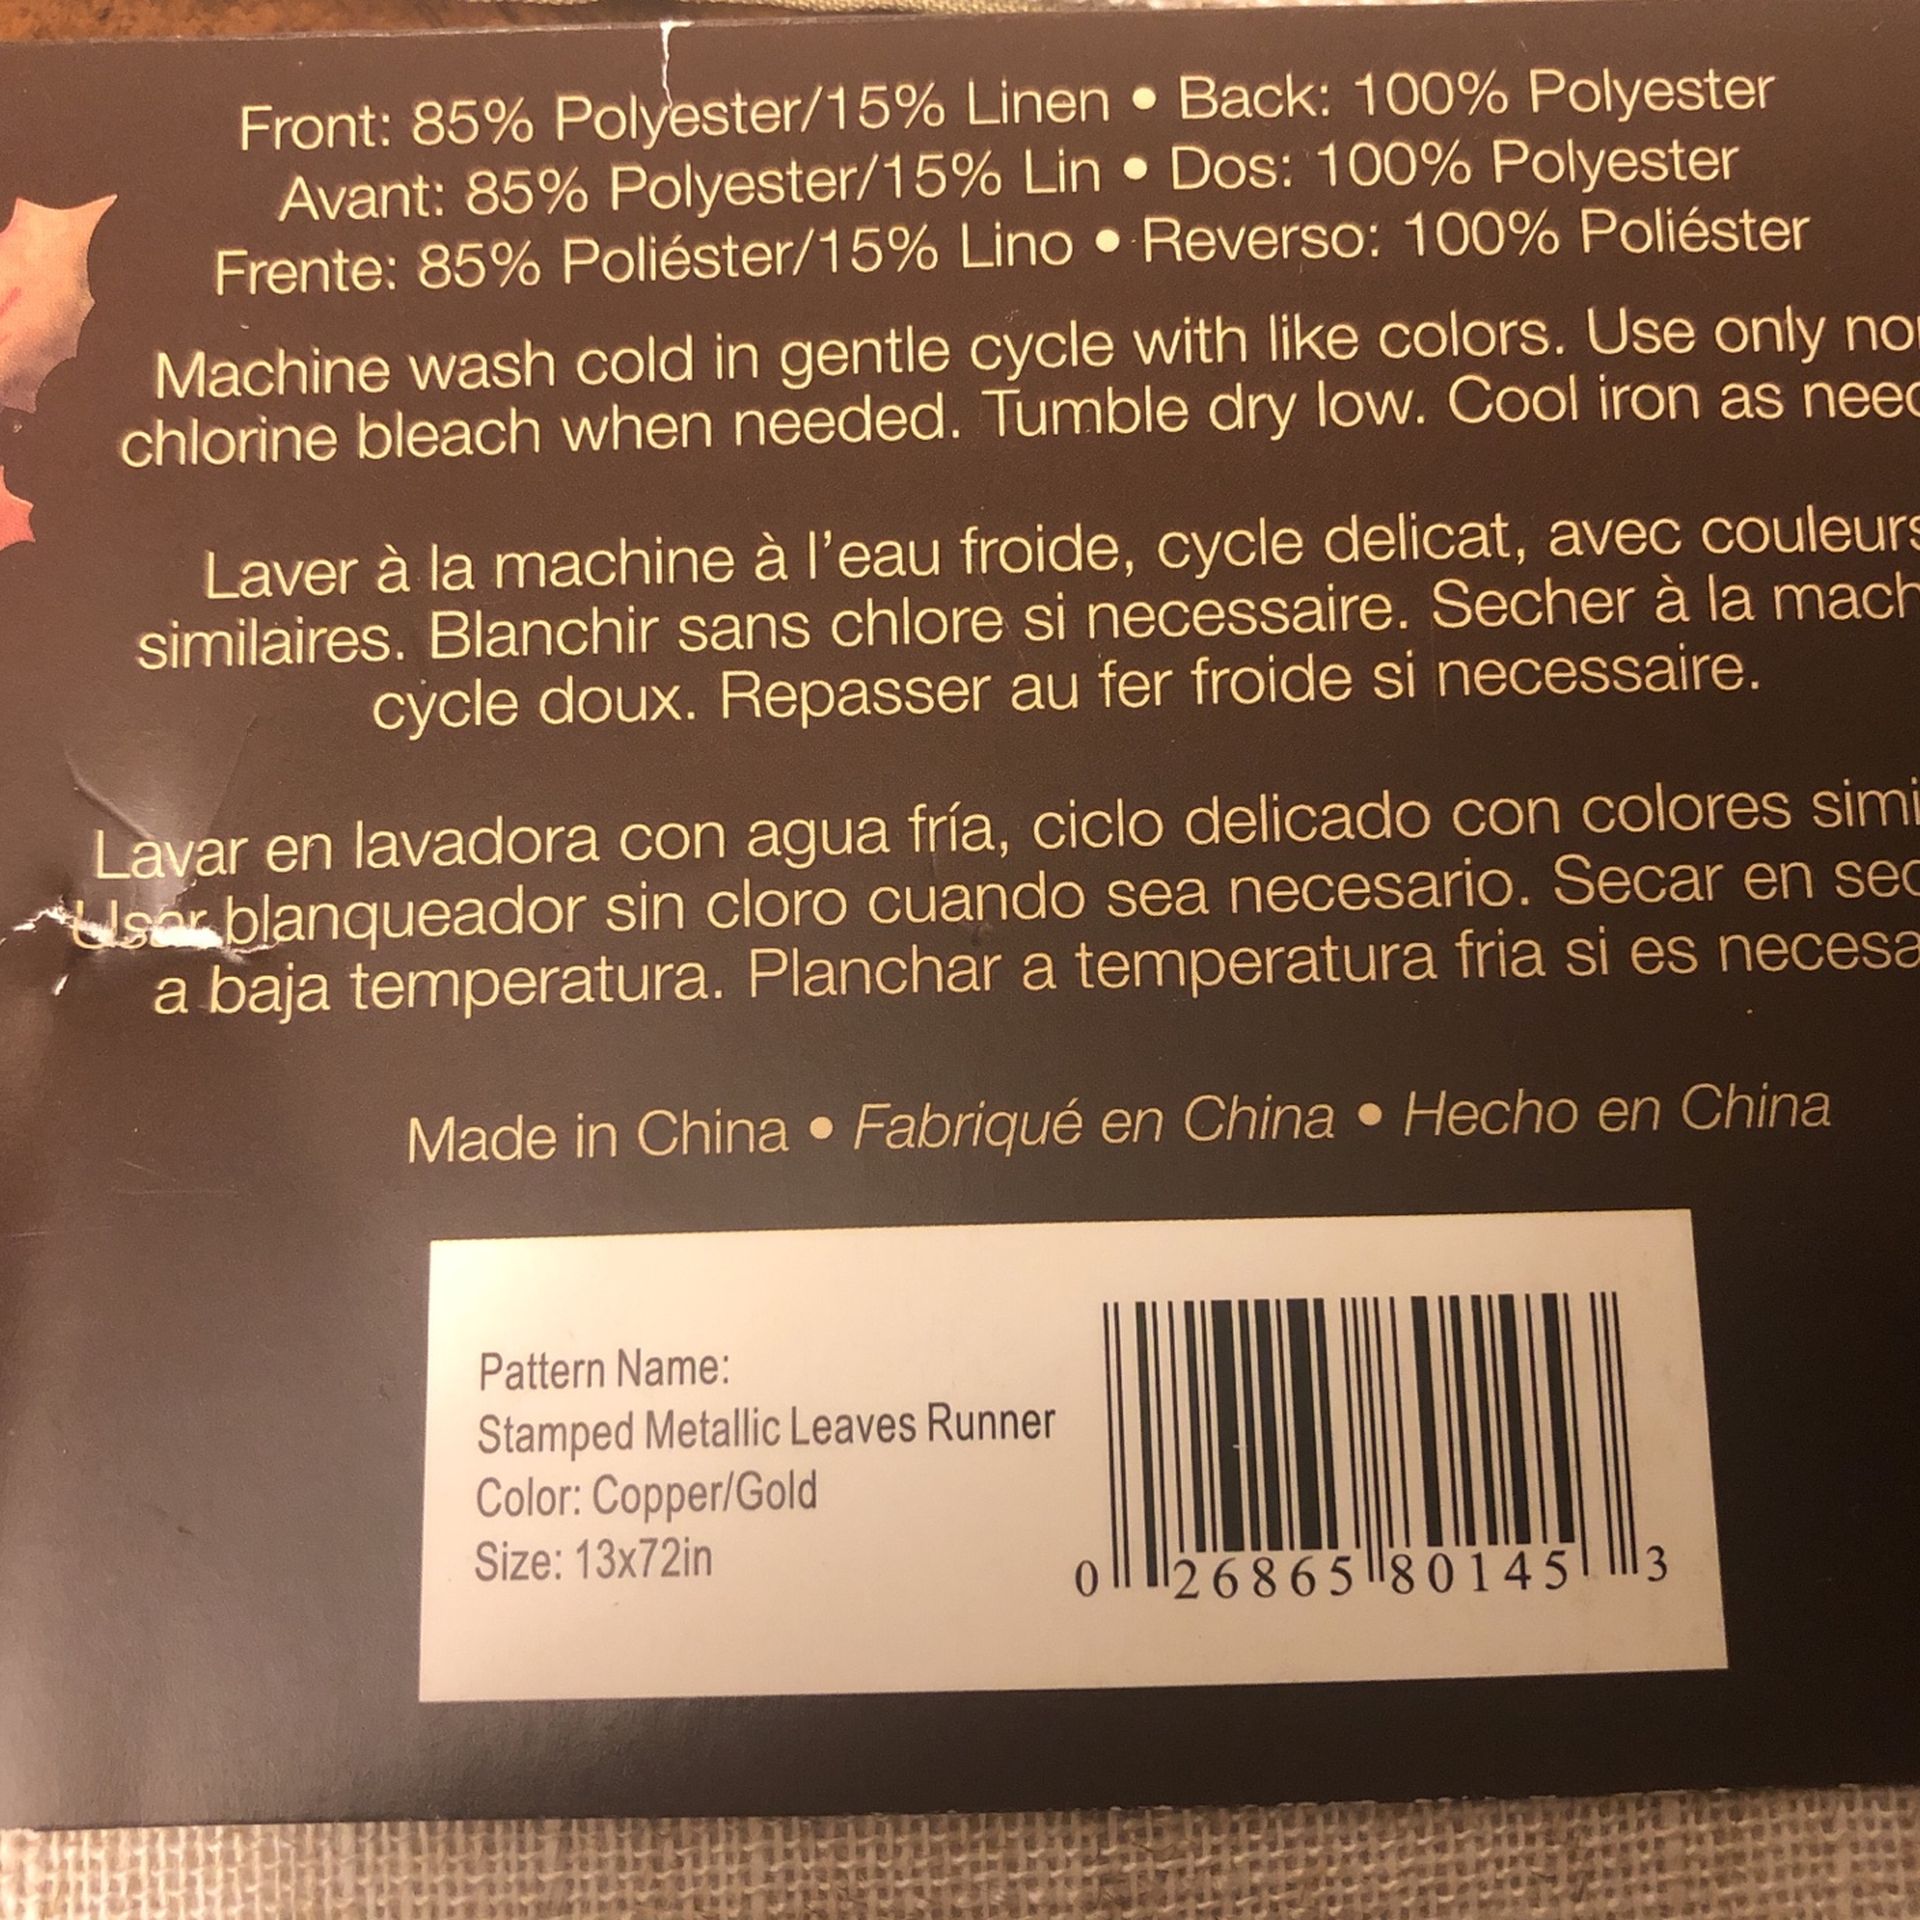 Front: 85% Polyester/15% Linen • Back: 100% Polyester
Avant: 85% Polyester/15% Lin • Dos: 100% Polyester
Frente: 85% Poliéster/15% Lino • Reverso: 100% Poliéster
Machine wash cold in gentle cycle with like colors. Use only
chlorine bleach when needed. Tumble dry low. Cool iron as
Laver à la machine à l'eau froide, cycle delicat, avec couleurs
similaires. Blanchir sans chlore si necessaire. Secher à la
cycle doux. Repasser au fer froide si necessaire.
Lavar en lavadora con agua fría, ciclo delicado con colores
Usar blanqueador sin cloro cuando sea necesario. Secar en
a baja temperatura. Planchar a temperatura fria si es
Made in China • Fabriqué en China • Hecho en China
Pattern Name:
Stamped Metallic Leaves Runner
Color: Copper/Gold
Size: 13x72in
0 26865 80145 3